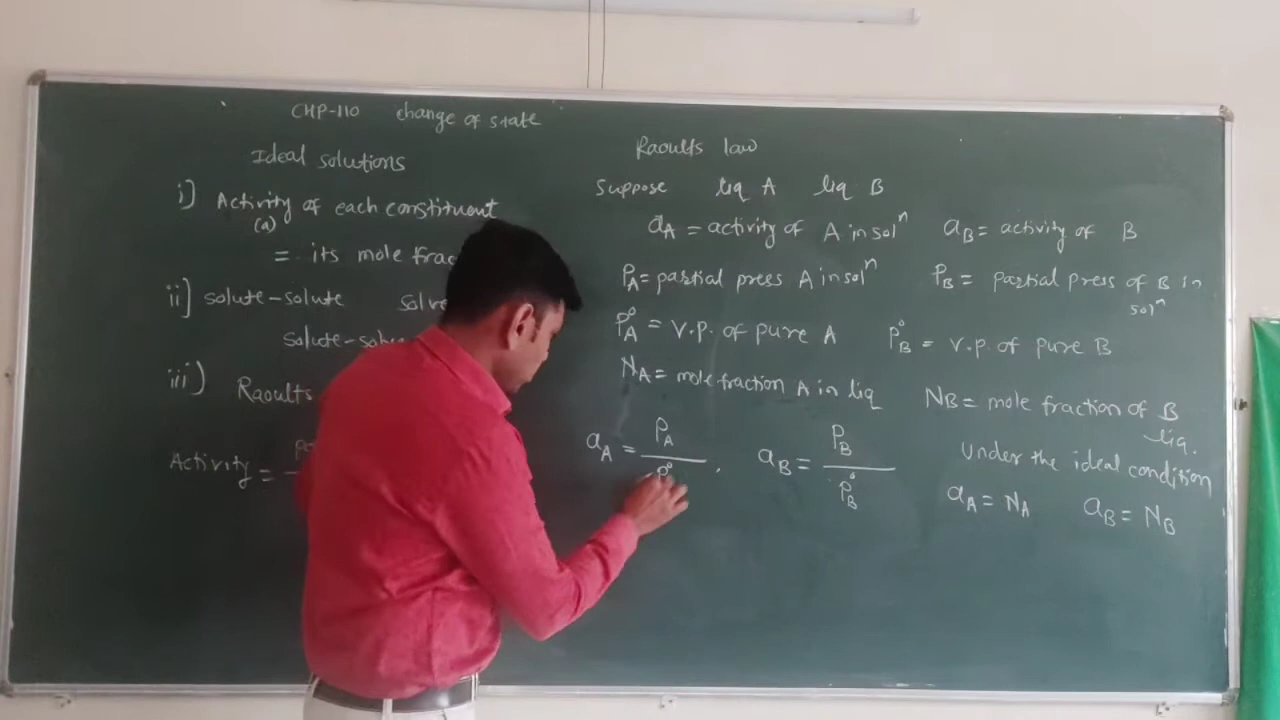 CHP-110 change of state
Ideal solutions
i) Activity of each constituent
(a)
= its mole frac
ii] solute-solute solve
solute-solve
iii) Raoults
Activity =
Raoults law
Suppose liq A liq B
aA = activity of A in solⁿ aB = activity of B
PA = partial press A in solⁿ PB = partial press of B in
solⁿ
P°A = V.P. of pure A P°B = V.P. of pure B
NA = mole fraction A in liq NB = mole fraction of B
liq.
aA = PA / P° , aB = PB / P°B
Under the ideal condition
aA = NA aB = NB